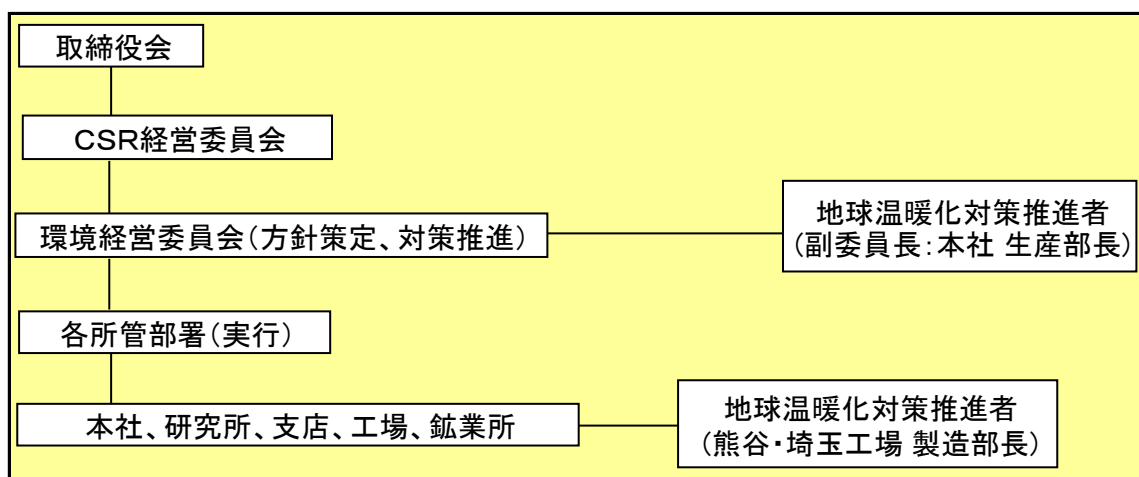 取締役会
CSR経営委員会
環境経営委員会（方針策定、対策推進）
地球温暖化対策推進者
（副委員長：本社 生産部長）
各所管部署（実行）
本社、研究所、支店、工場、鉱業所
地球温暖化対策推進者
（熊谷・埼玉工場 製造部長）